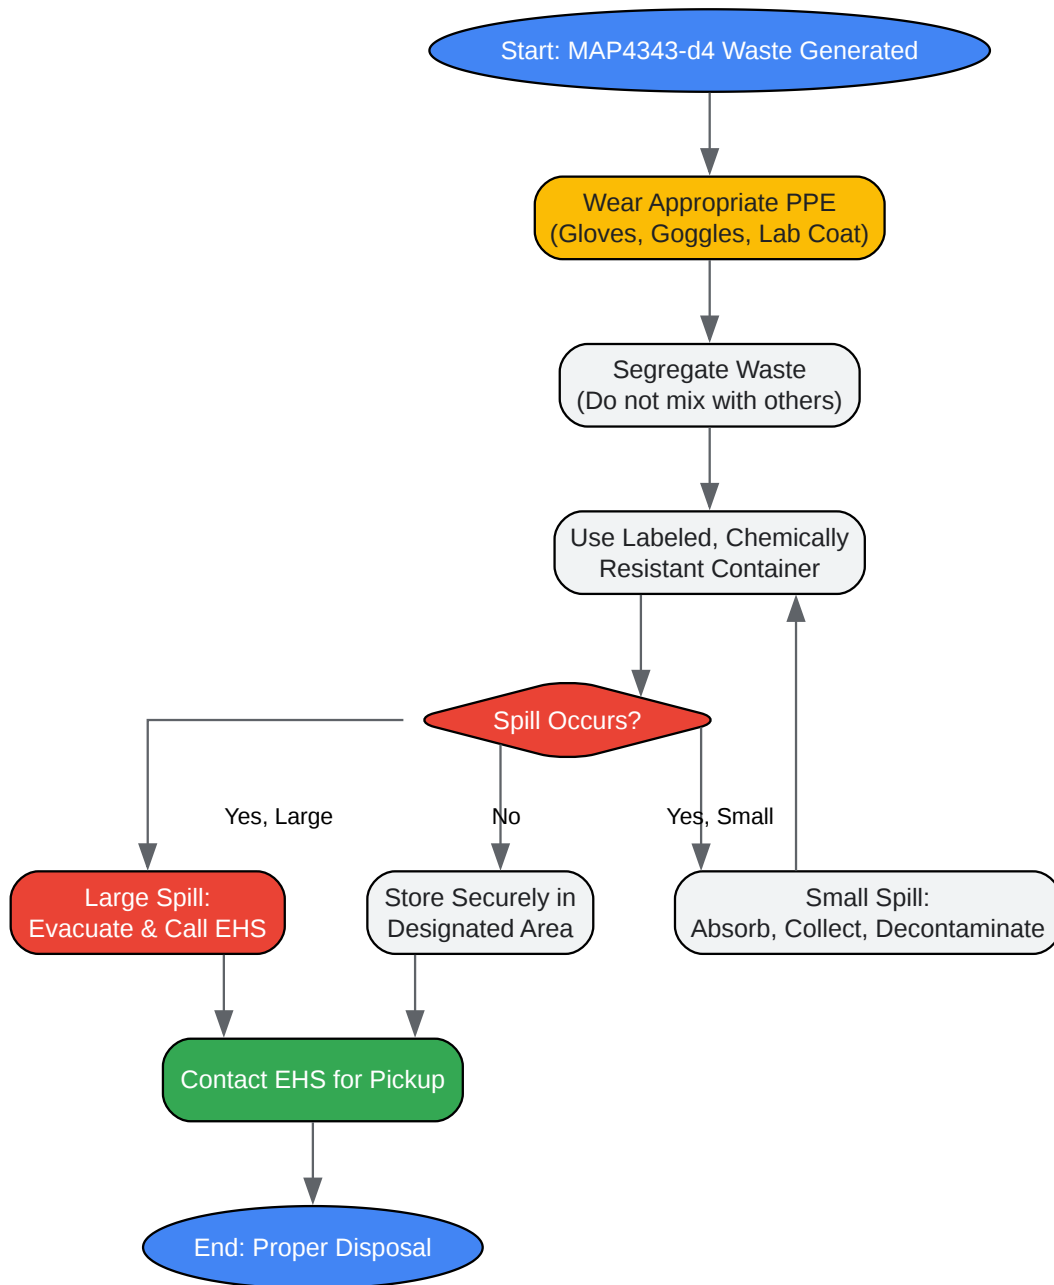 Start: MAP4343-d4 Waste Generated
Wear Appropriate PPE
(Gloves, Goggles, Lab Coat)
Segregate Waste
(Do not mix with others)
Use Labeled, Chemically
Resistant Container
Spill Occurs?
Yes, Large
No
Yes, Small
Large Spill:
Evacuate & Call EHS
Store Securely in
Designated Area
Small Spill:
Absorb, Collect, Decontaminate
Contact EHS for Pickup
End: Proper Disposal